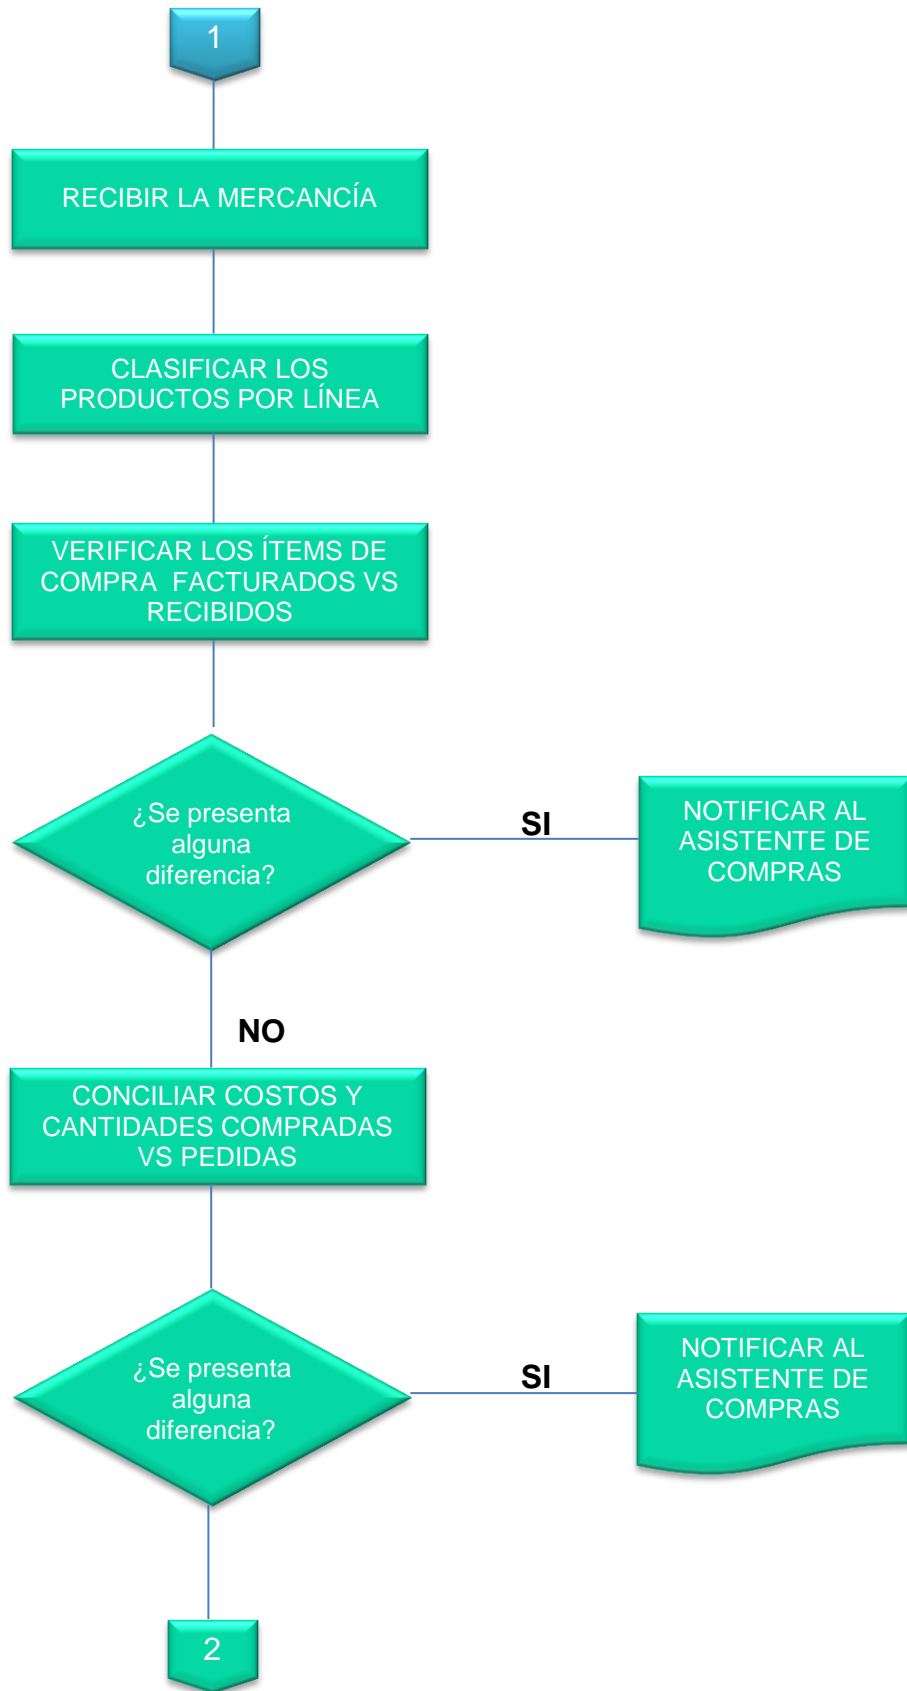 1
RECIBIR LA MERCANCÍA
CLASIFICAR LOS
PRODUCTOS POR LÍNEA
VERIFICAR LOS ÍTEMS DE
COMPRA  FACTURADOS VS
RECIBIDOS
¿Se presenta
alguna
diferencia?
SI
NOTIFICAR AL
ASISTENTE DE
COMPRAS
NO
CONCILIAR COSTOS Y
CANTIDADES COMPRADAS
VS PEDIDAS
¿Se presenta
alguna
diferencia?
SI
NOTIFICAR AL
ASISTENTE DE
COMPRAS
2